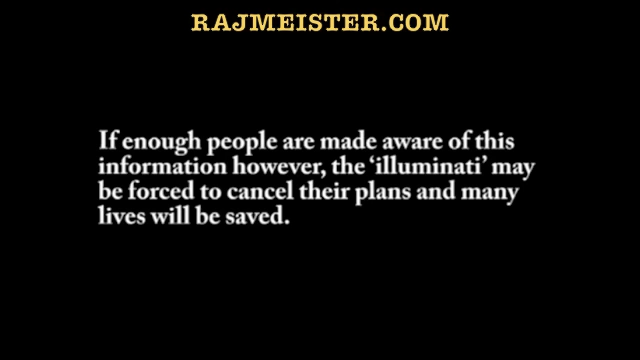 RAJMEISTER.COM
If enough people are made aware of this
information however, the ‘illuminati’ may
be forced to cancel their plans and many
lives will be saved.